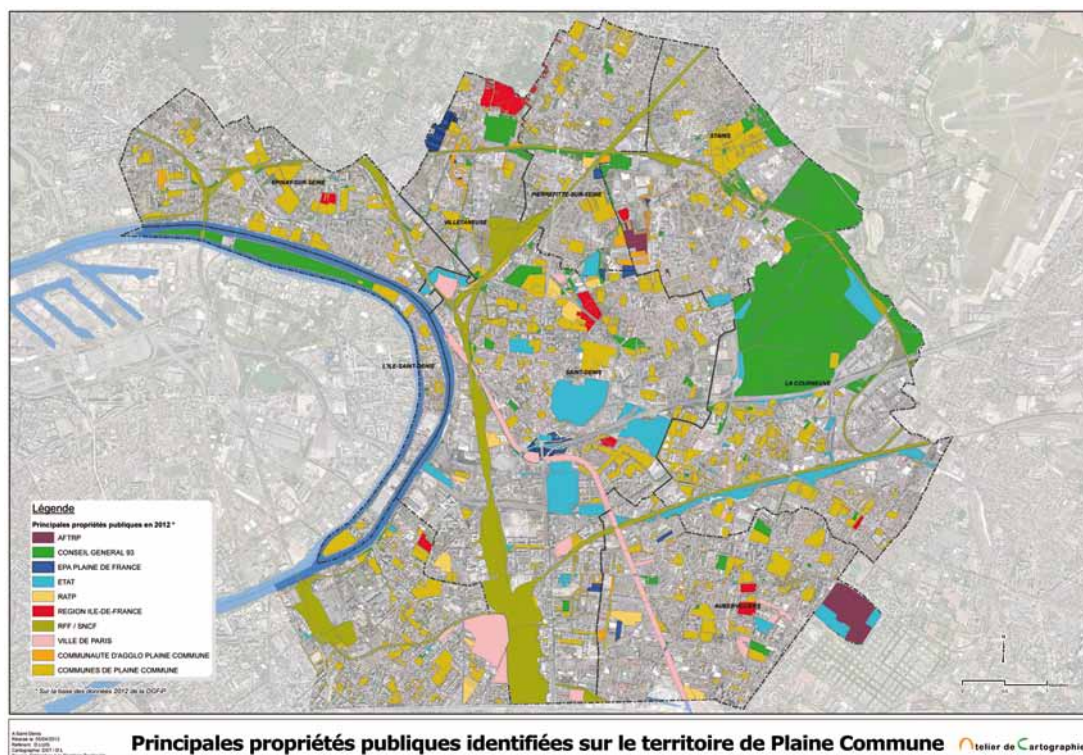 EPINAY-SUR-SEINE
VILLETANEUSE
PIERREFITTE-SUR-SEINE
STAINS
L'ILE-SAINT-DENIS
SAINT-DENIS
LA COURNEUVE
AUBERVILLIERS
Légende
Principales propriétés publiques en 2012 *
AFTRP
CONSEIL GENERAL 93
EPA PLAINE DE FRANCE
ETAT
RATP
REGION ILE-DE-FRANCE
RFF / SNCF
VILLE DE PARIS
COMMUNAUTE D'AGGLO PLAINE COMMUNE
COMMUNES DE PLAINE COMMUNE
* Sur la base des données 2012 de la DGFiP
N
A Saint-Denis
Principales propriétés publiques identifiées sur le territoire de Plaine Commune
Atelier de Cartographie